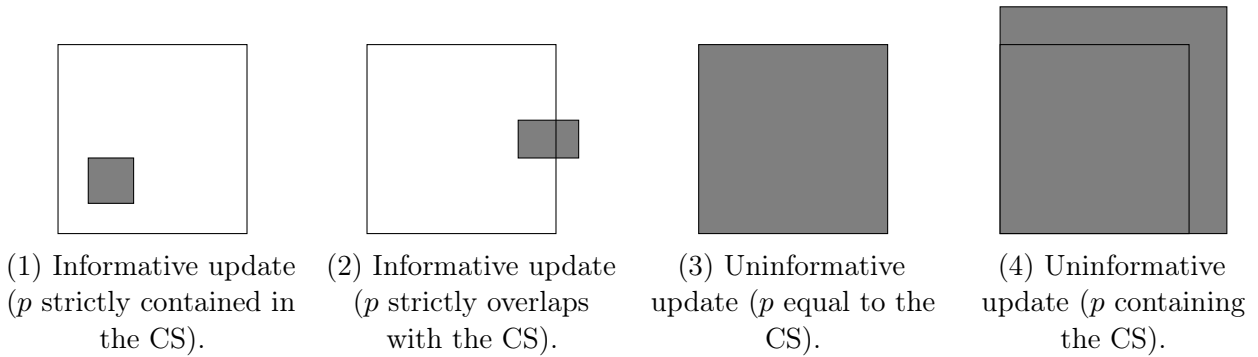 (1) Informative update
(p strictly contained in
the CS).
(2) Informative update
(p strictly overlaps
with the CS).
(3) Uninformative
update (p equal to the
CS).
(4) Uninformative
update (p containing
the CS).